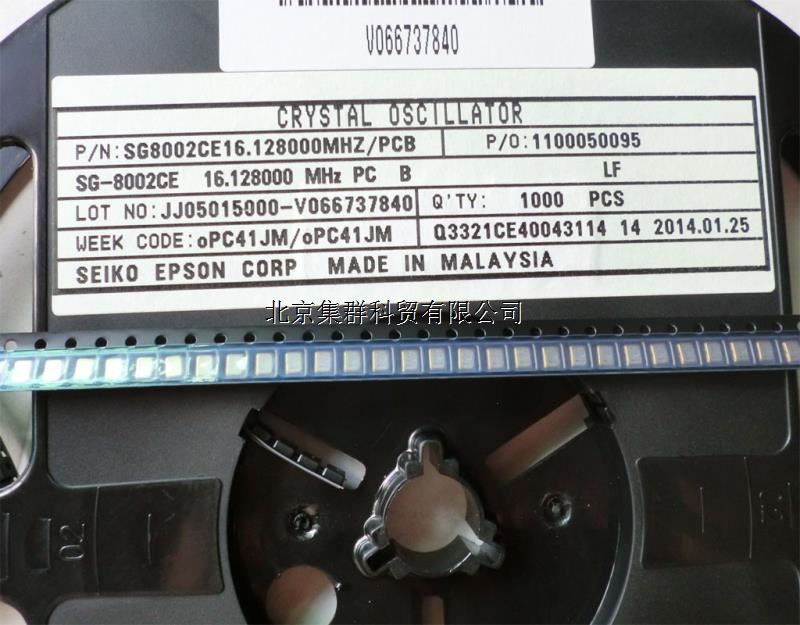 V066737840
CRYSTAL OSCILLATOR
P/N:SG8002CE16.128000MHZ/PCB P/O:1100050095
SG-8002CE 16.128000 MHz PC B LF
LOT NO:JJ05015000-V066737840 Q'TY: 1000 PCS
WEEK CODE:oPC41JM/oPC41JM Q3321CE40043114 14 2014.01.25
SEIKO EPSON CORP MADE IN MALAYSIA
北京集群科贸有限公司
02